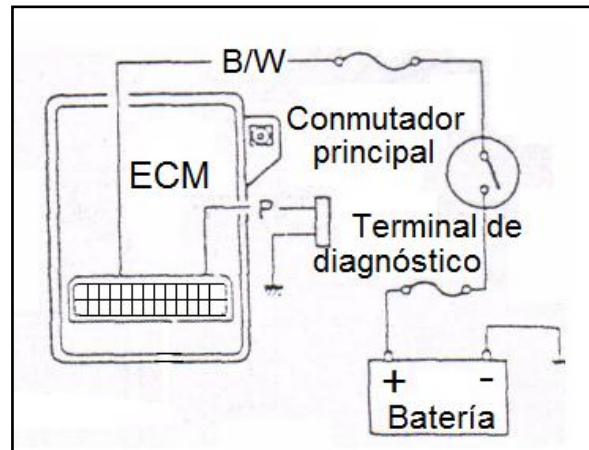 B/W
Conmutador
principal
ECM
P
Terminal de
diagnóstico
+ -
Batería